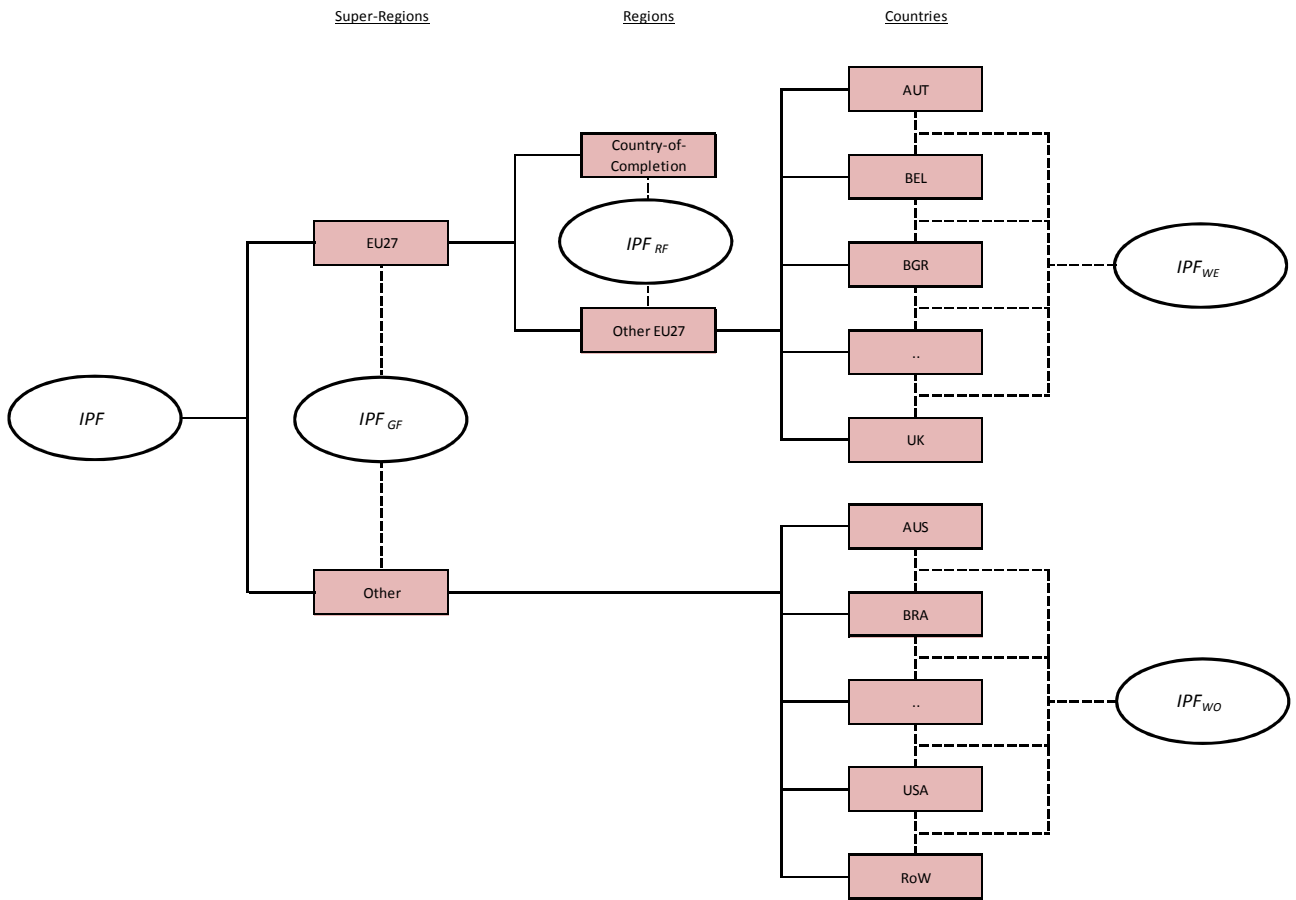 Super-Regions
Regions
Countries
AUT
Country-of-
Completion
BEL
EU27
IPF RF
BGR
IPF WE
Other EU27
..
IPF
IPF GF
UK
AUS
Other
BRA
..
IPF WO
USA
RoW